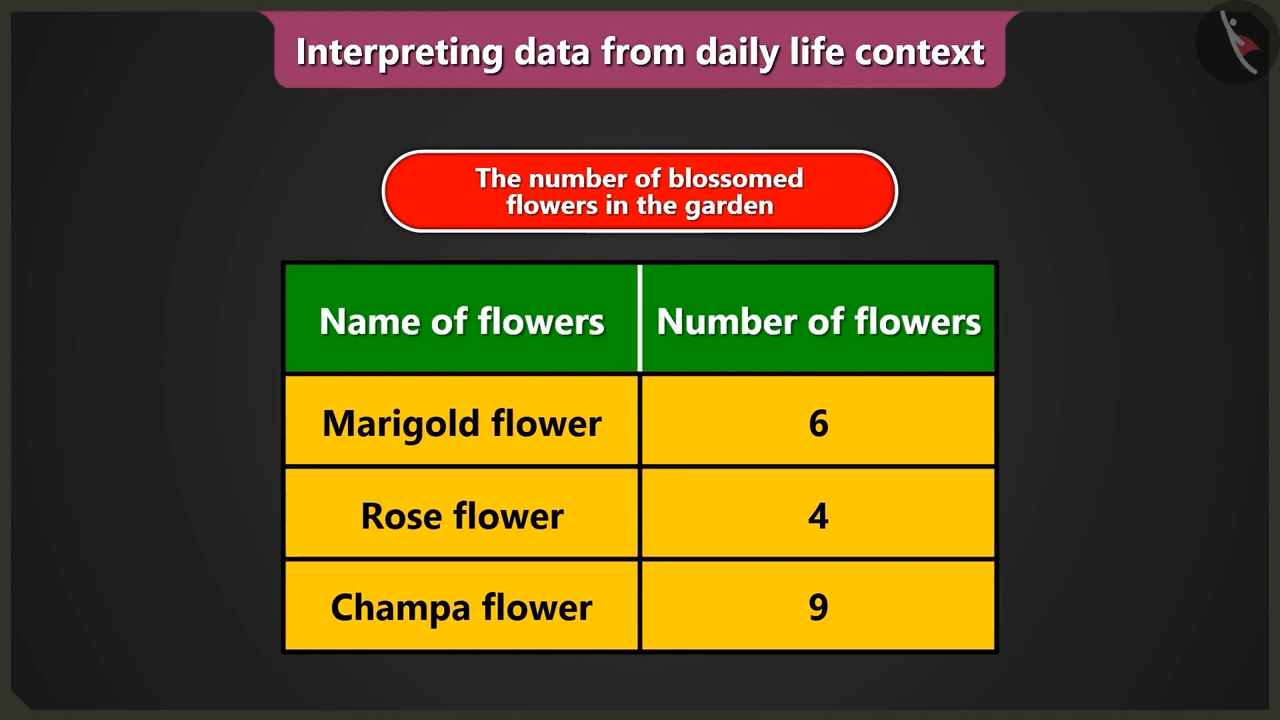 Interpreting data from daily life context
The number of blossomed
flowers in the garden
Name of flowers Number of flowers
Marigold flower 6
Rose flower 4
Champa flower 9